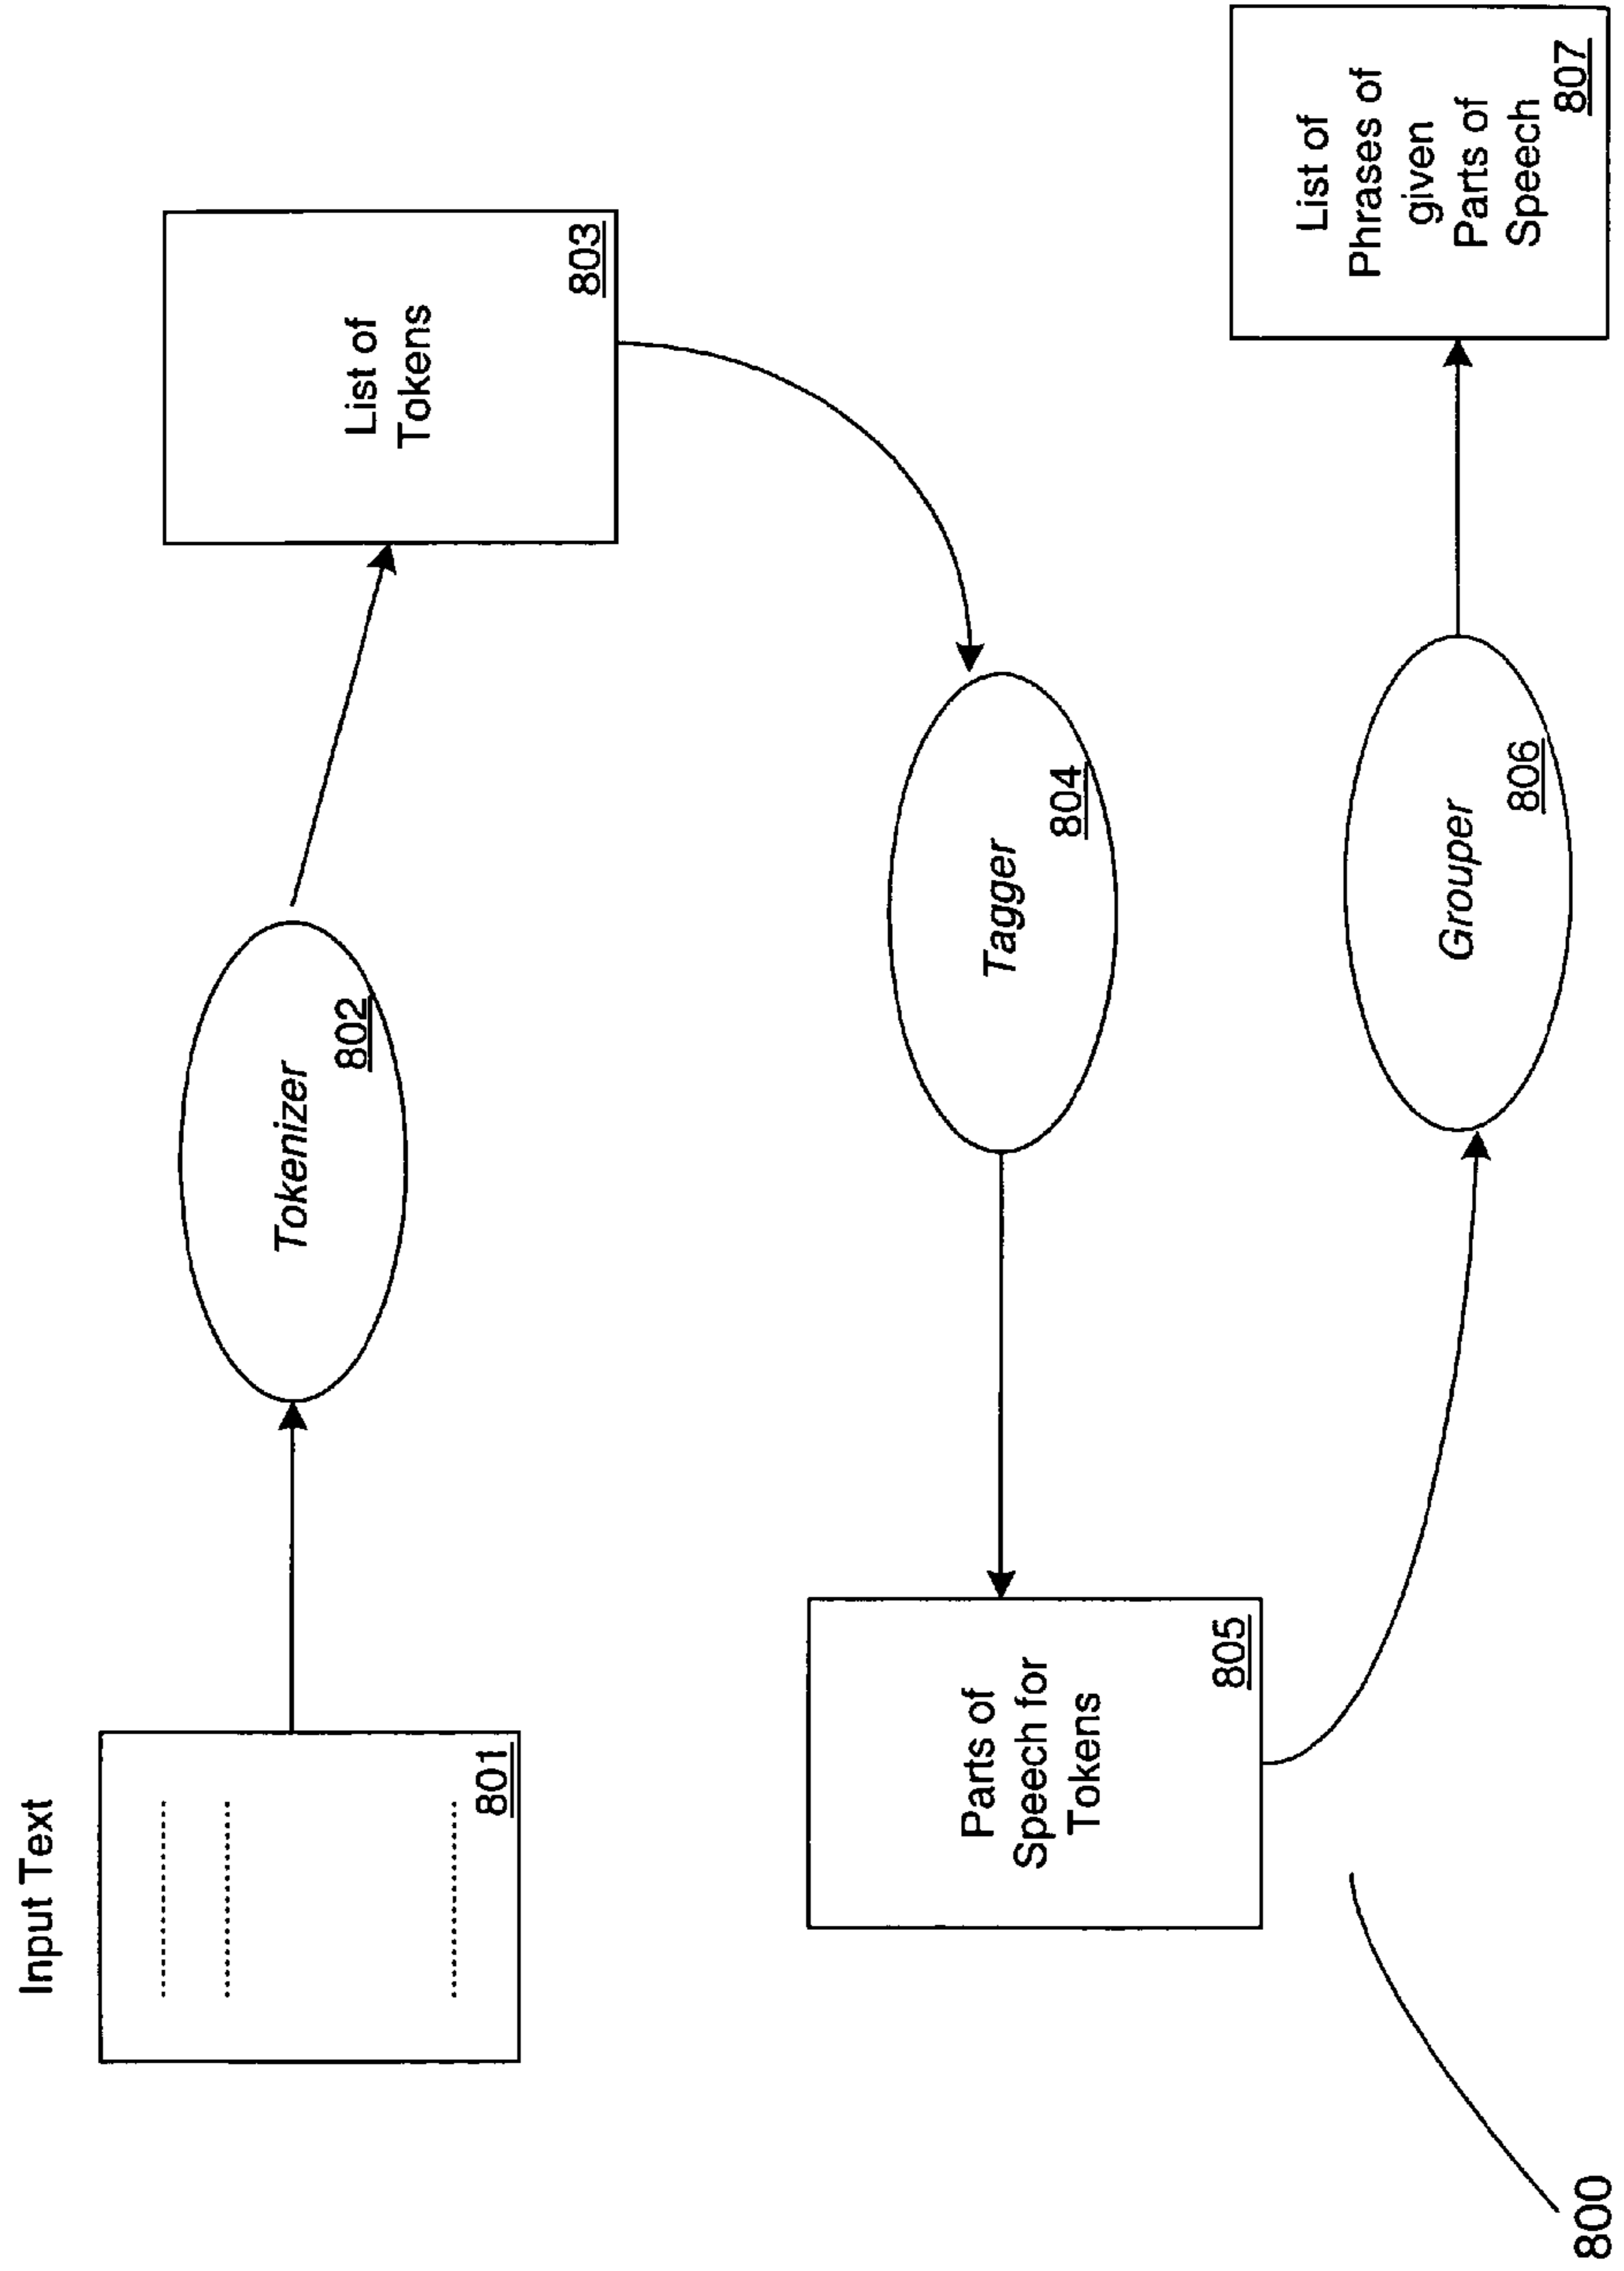 Input Text
801
Tokenizer
802
List of
Tokens
803
Tagger
804
Parts of
Speech for
Tokens
805
Grouper
806
List of
Phrases of
given
Parts of
Speech
807
800